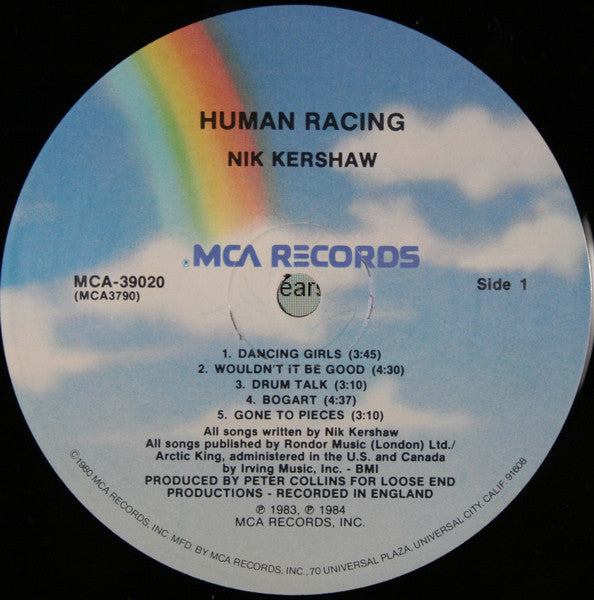 HUMAN RACING
NIK KERSHAW
℗MCA RECORDS
MCA-39020
(MCA3790)
Side 1
ears
1. DANCING GIRLS (3:45)
2. WOULDN'T IT BE GOOD (4:30)
3. DRUM TALK (3:10)
4. BOGART (4:37)
5. GONE TO PIECES (3:10)
All songs written by Nik Kershaw
All songs published by Rondor Music (London) Ltd./
Arctic King, administered in the U.S. and Canada
by Irving Music, Inc. - BMI
PRODUCED BY PETER COLLINS FOR LOOSE END
PRODUCTIONS - RECORDED IN ENGLAND
℗ 1983, ℗ 1984
MCA RECORDS, INC.
©1980 MCA RECORDS, INC. MFD. BY MCA RECORDS, INC., 70 UNIVERSAL PLAZA, UNIVERSAL CITY, CALIF. 91608